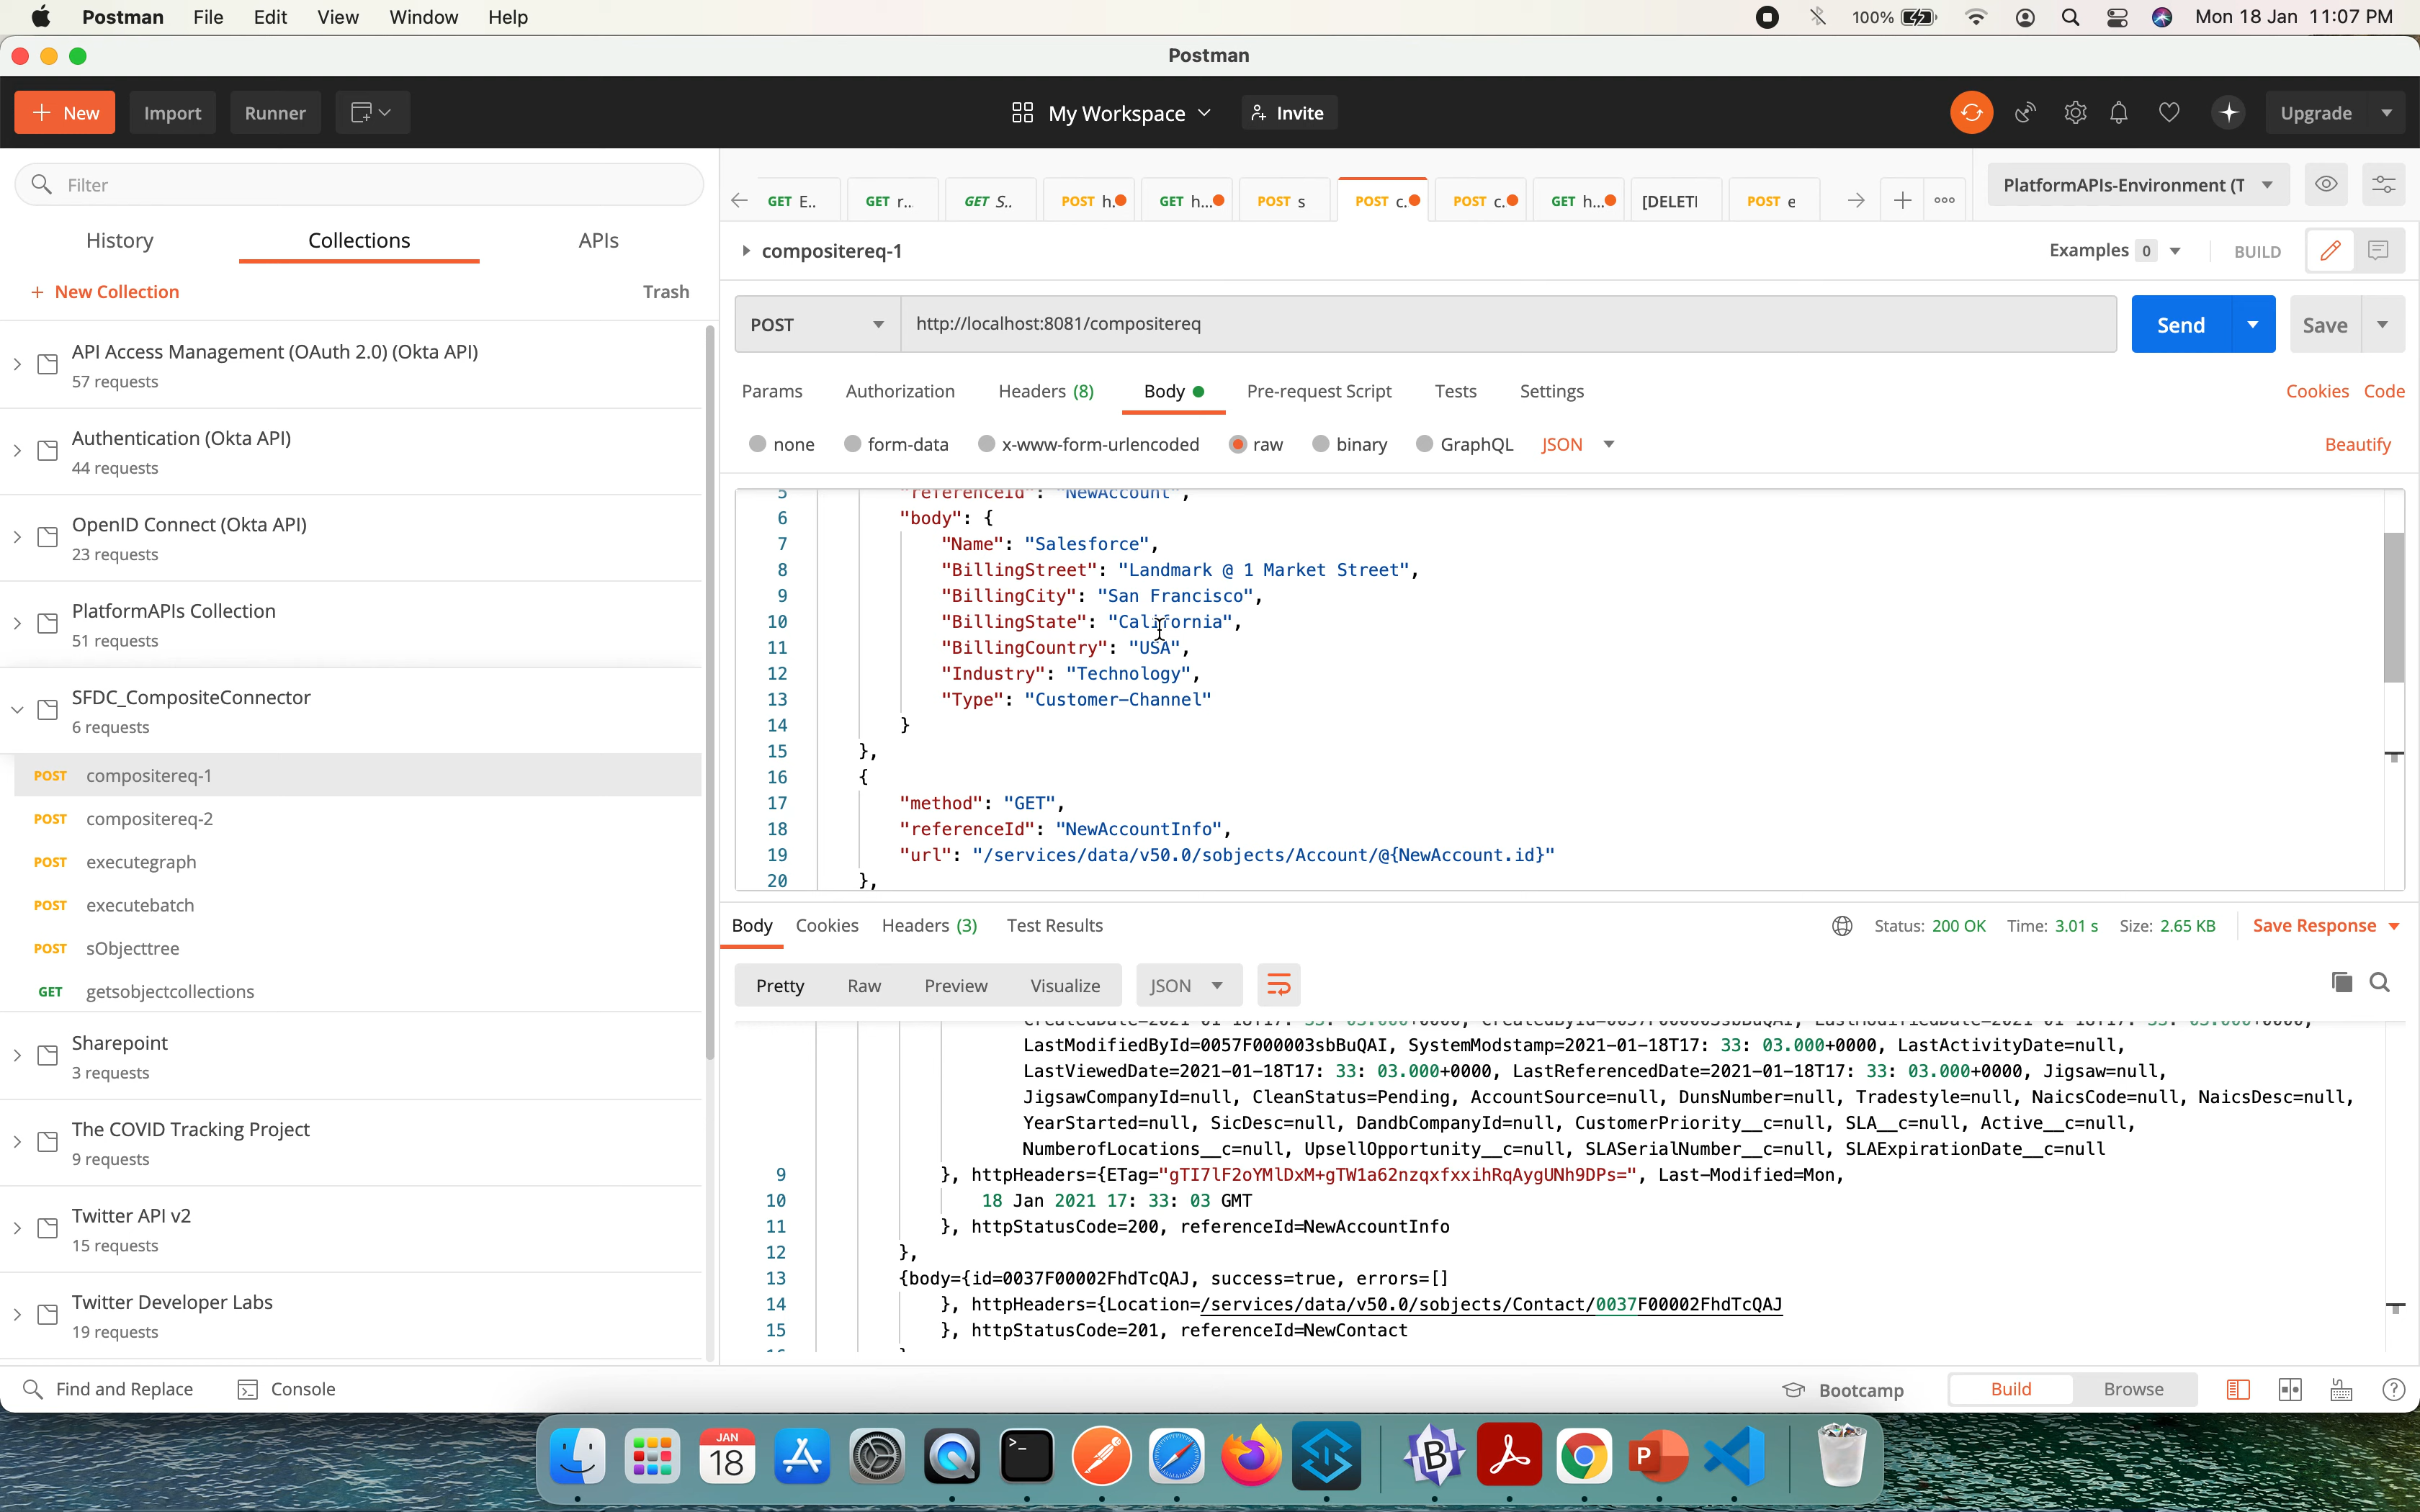 Postman File Edit View Window Help 100% Mon 18 Jan 11:07 PM
Postman
New Import Runner My Workspace Invite Upgrade
Filter
GET E.. GET r... GET S.. POST h. GET h... POST s POST c. POST c. GET h... [DELETI POST e PlatformAPIs-Environment (T
History Collections APIs
+ New Collection Trash
compositereq-1 Examples 0 BUILD
POST http://localhost:8081/compositereq Send Save
Params Authorization Headers (8) Body Pre-request Script Tests Settings Cookies Code
none form-data x-www-form-urlencoded raw binary GraphQL JSON Beautify
API Access Management (OAuth 2.0) (Okta API)
57 requests
Authentication (Okta API)
44 requests
OpenID Connect (Okta API)
23 requests
PlatformAPIs Collection
51 requests
SFDC_CompositeConnector
6 requests
POST compositereq-1
POST compositereq-2
POST executegraph
POST executebatch
POST sObjecttree
GET getsobjectcollections
Sharepoint
3 requests
The COVID Tracking Project
9 requests
Twitter API v2
15 requests
Twitter Developer Labs
19 requests
5 "referenceId": "NewAccount",
6 "body": {
7 "Name": "Salesforce",
8 "BillingStreet": "Landmark @ 1 Market Street",
9 "BillingCity": "San Francisco",
10 "BillingState": "California",
11 "BillingCountry": "USA",
12 "Industry": "Technology",
13 "Type": "Customer-Channel"
14 }
15 },
16 {
17 "method": "GET",
18 "referenceId": "NewAccountInfo",
19 "url": "/services/data/v50.0/sobjects/Account/@{NewAccount.id}"
20 },
Body Cookies Headers (3) Test Results Status: 200 OK Time: 3.01 s Size: 2.65 KB Save Response
Pretty Raw Preview Visualize JSON
LastModifiedById=0057F000003sbBuQAI, SystemModstamp=2021-01-18T17: 33: 03.000+0000, LastActivityDate=null,
LastViewedDate=2021-01-18T17: 33: 03.000+0000, LastReferencedDate=2021-01-18T17: 33: 03.000+0000, Jigsaw=null,
JigsawCompanyId=null, CleanStatus=Pending, AccountSource=null, DunsNumber=null, Tradestyle=null, NaicsCode=null, NaicsDesc=null,
YearStarted=null, SicDesc=null, DandbCompanyId=null, CustomerPriority__c=null, SLA__c=null, Active__c=null,
NumberofLocations__c=null, UpsellOpportunity__c=null, SLASerialNumber__c=null, SLAExpirationDate__c=null
9 }, httpHeaders={ETag="gTI7lF2oYMlDxM+gTW1a62nzqxfxxihRqAygUNh9DPs=", Last-Modified=Mon,
10 18 Jan 2021 17: 33: 03 GMT
11 }, httpStatusCode=200, referenceId=NewAccountInfo
12 },
13 {body={id=0037F00002FhdTcQAJ, success=true, errors=[]
14 }, httpHeaders={Location=/services/data/v50.0/sobjects/Contact/0037F00002FhdTcQAJ
15 }, httpStatusCode=201, referenceId=NewContact
Find and Replace Console Bootcamp Build Browse
JAN
18